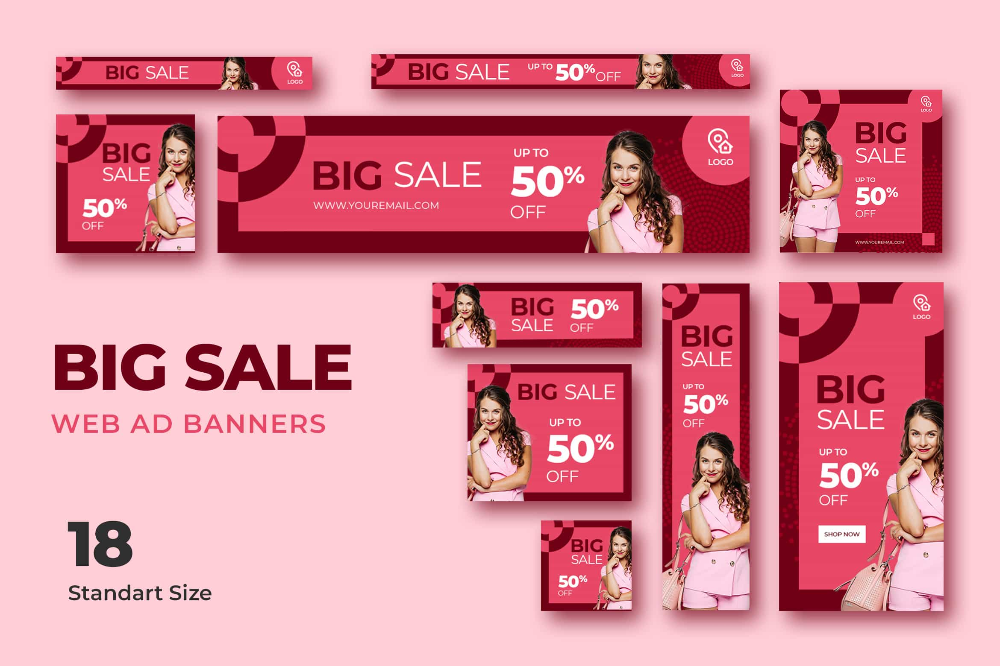 BIG SALE
LOGO
BIG SALE UP TO 50% OFF
LOGO
BIG
SALE
50%
OFF
BIG SALE
WWW.YOUREMAIL.COM
UP TO
50%
OFF
LOGO
LOGO
BIG
SALE
UP TO
50%
OFF
WWW.YOUREMAIL.COM
BIG SALE
WEB AD BANNERS
18
Standart Size
BIG
SALE
50%
OFF
BIG SALE
UP TO
50%
OFF
BIG
SALE
50%
OFF
BIG
SALE
UP TO
50%
OFF
LOGO
BIG
SALE
UP TO
50%
OFF
SHOP NOW